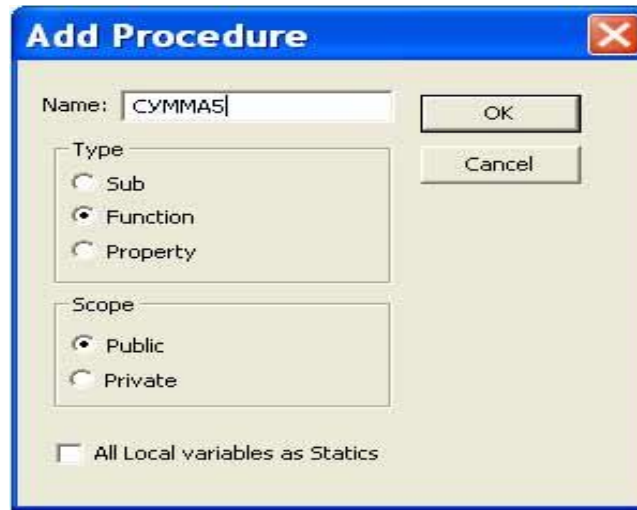 Add Procedure
Name: СУММА5
OK
Type
Cancel
Sub
Function
Property
Scope
Public
Private
All Local variables as Statics